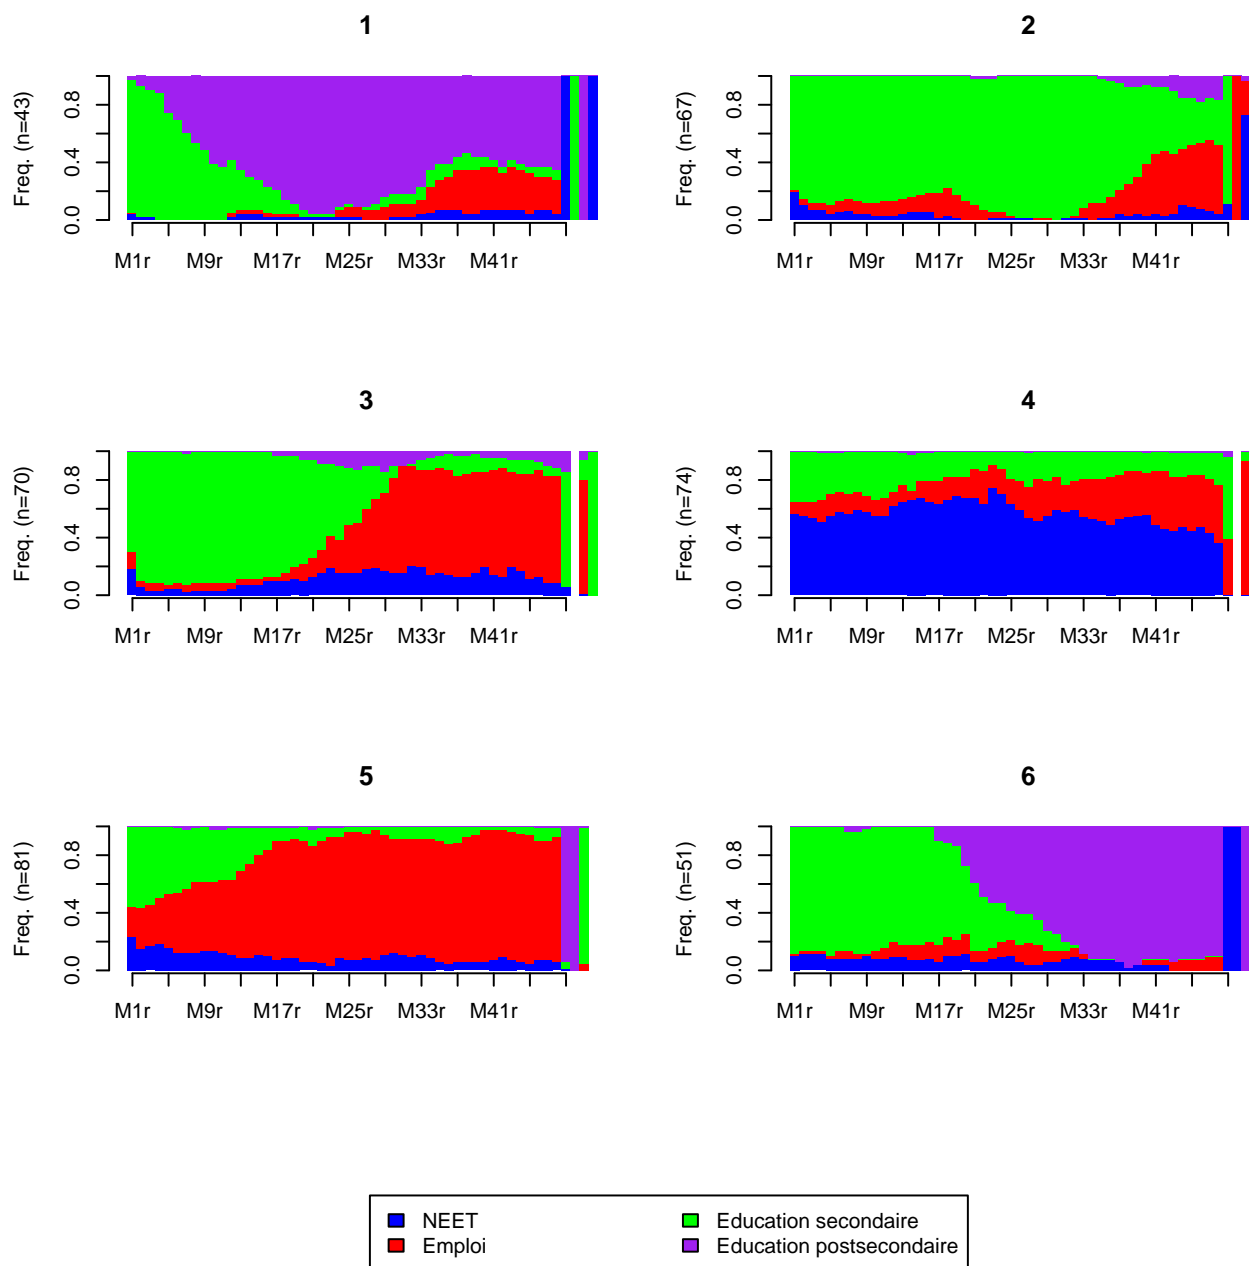 1
Freq. (n=43)
0.0 0.4 0.8
M1r M9r M17r M25r M33r M41r
2
Freq. (n=67)
0.0 0.4 0.8
M1r M9r M17r M25r M33r M41r
3
Freq. (n=70)
0.0 0.4 0.8
M1r M9r M17r M25r M33r M41r
4
Freq. (n=74)
0.0 0.4 0.8
M1r M9r M17r M25r M33r M41r
5
Freq. (n=81)
0.0 0.4 0.8
M1r M9r M17r M25r M33r M41r
6
Freq. (n=51)
0.0 0.4 0.8
M1r M9r M17r M25r M33r M41r
NEET
Emploi
Education secondaire
Education postsecondaire